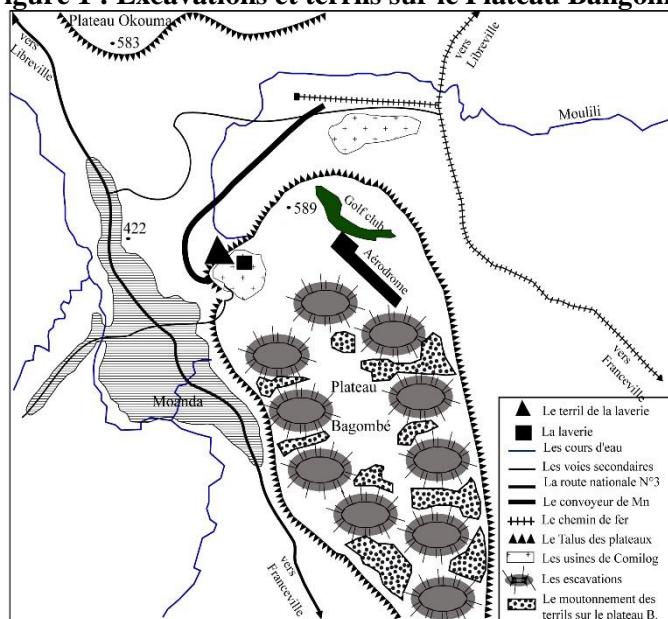 igure 1 : Excavations et terrils sur le Plateau Bangom
Plateau Okouma
583
vers
Libreville
vers
Libreville
Moulili
589
Golf club
422
Aérodrome
vers
Franceville
Plateau
Bagombé
Moanda
vers
Franceville
Le terril de la laverie
La laverie
Les cours d'eau
Les voies secondaires
La route nationale N°3
Le convoyeur de Mn
Le chemin de fer
Le Talus des plateaux
Les usines de Comilog
Les escavations
Le moutonnement des
terrils sur le plateau B.